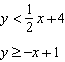 y < 1/2 x + 4
y ≥ -x + 1